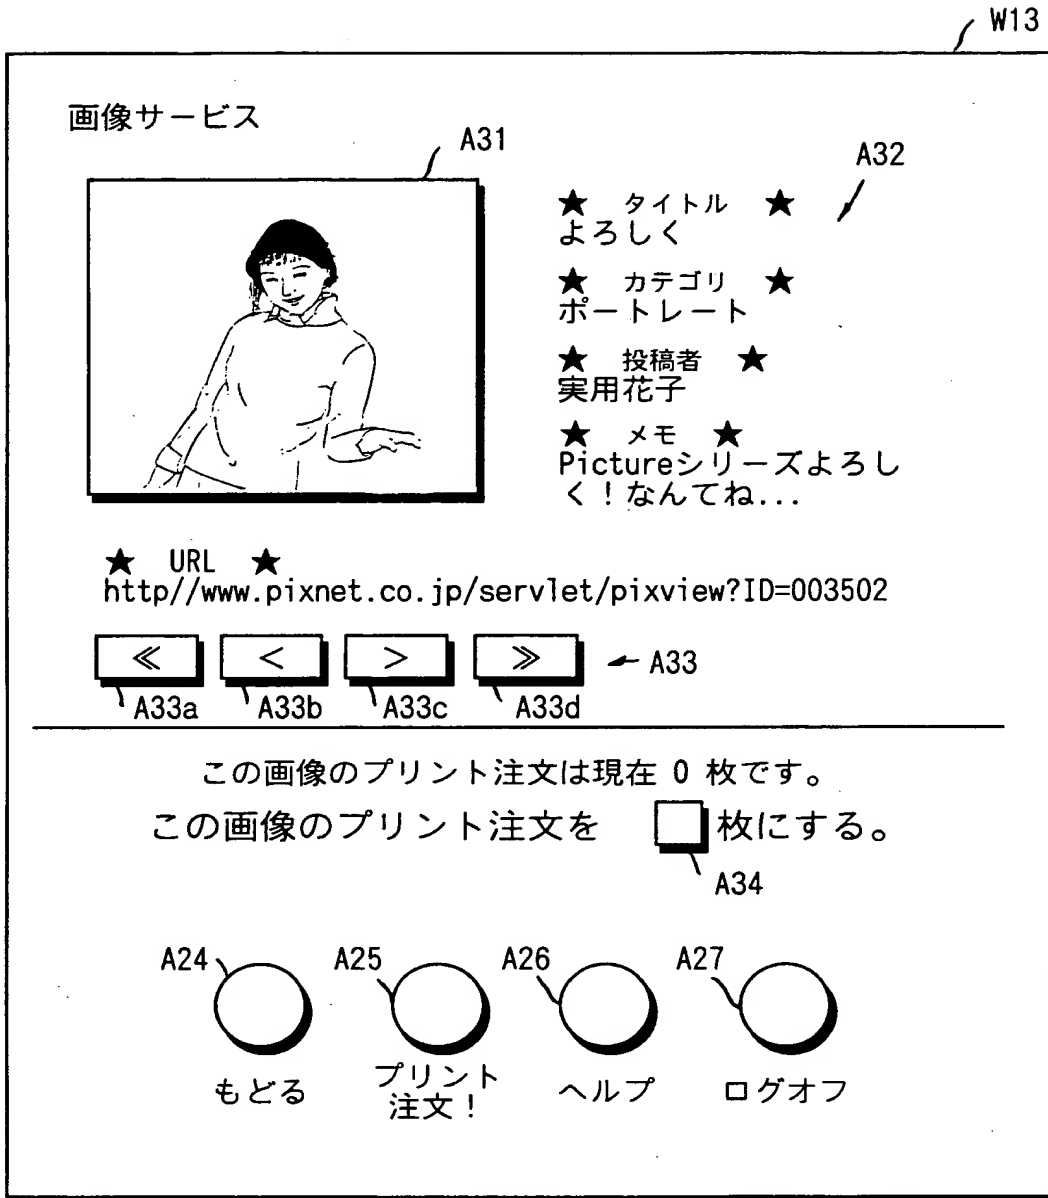 W13
画像サービス
A31
A32
★ タイトル ★
よろしく
★ カテゴリ ★
ポートレート
★ 投稿者 ★
実用花子
★ メモ ★
Pictureシリーズよろし
く！なんてね...
★ URL ★
http//www.pixnet.co.jp/servlet/pixview?ID=003502
≪ < > ≫ A33
A33a A33b A33c A33d
この画像のプリント注文は現在 0 枚です。
この画像のプリント注文を 枚にする。
A34
A24 A25 A26 A27
もどる プリント ヘルプ ログオフ
注文！